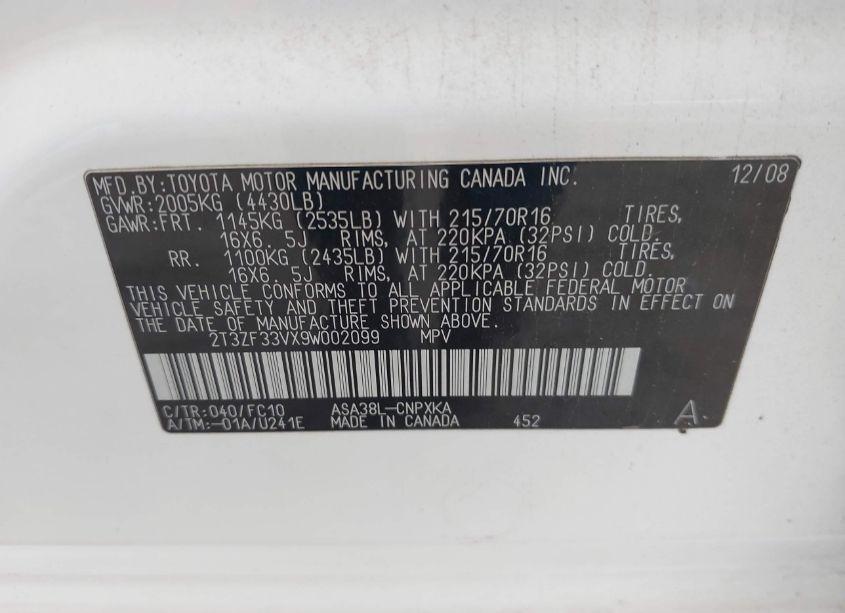 MFD.BY:TOYOTA MOTOR MANUFACTURING CANADA INC. 12/08
GVWR:2005KG (4430LB)
GAWR:FRT. 1145KG (2535LB) WITH 215/70R16 TIRES,
16X6.5J RIMS, AT 220KPA (32PSI) COLD.
RR. 1100KG (2435LB) WITH 215/70R16 TIRES,
16X6.5J RIMS, AT 220KPA (32PSI) COLD.
THIS VEHICLE CONFORMS TO ALL APPLICABLE FEDERAL MOTOR
VEHICLE SAFETY AND THEFT PREVENTION STANDARDS IN EFFECT ON
THE DATE OF MANUFACTURE SHOWN ABOVE.
2T3ZF33VX9W002099 MPV
C/TR:040/FC10 ASA38L-CNPXKA A
A/TM:-01A/U241E MADE IN CANADA 452